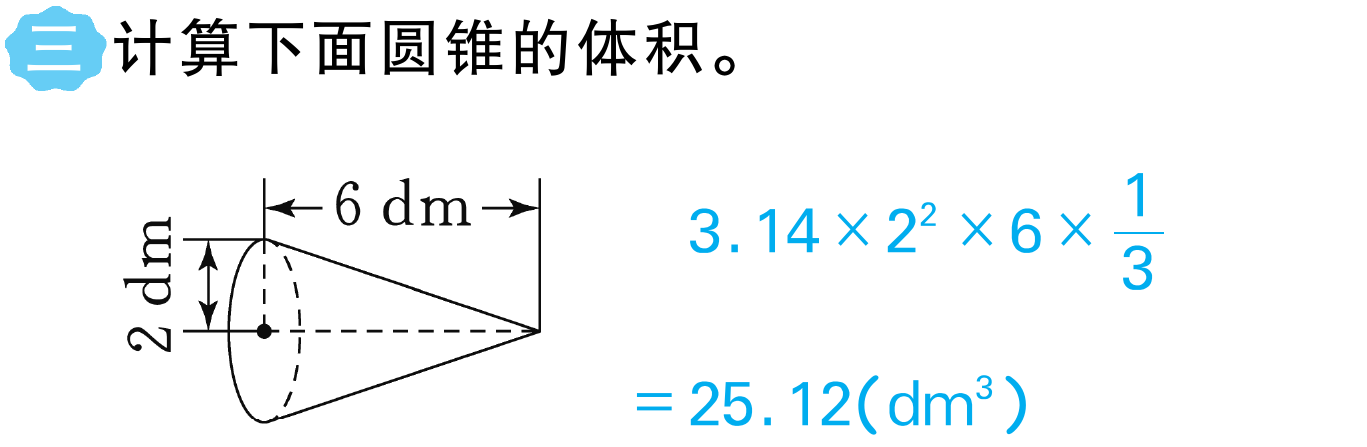 三 计算下面圆锥的体积。
6 dm
2 dm
3.14×2²×6×1/3
=25.12(dm³)